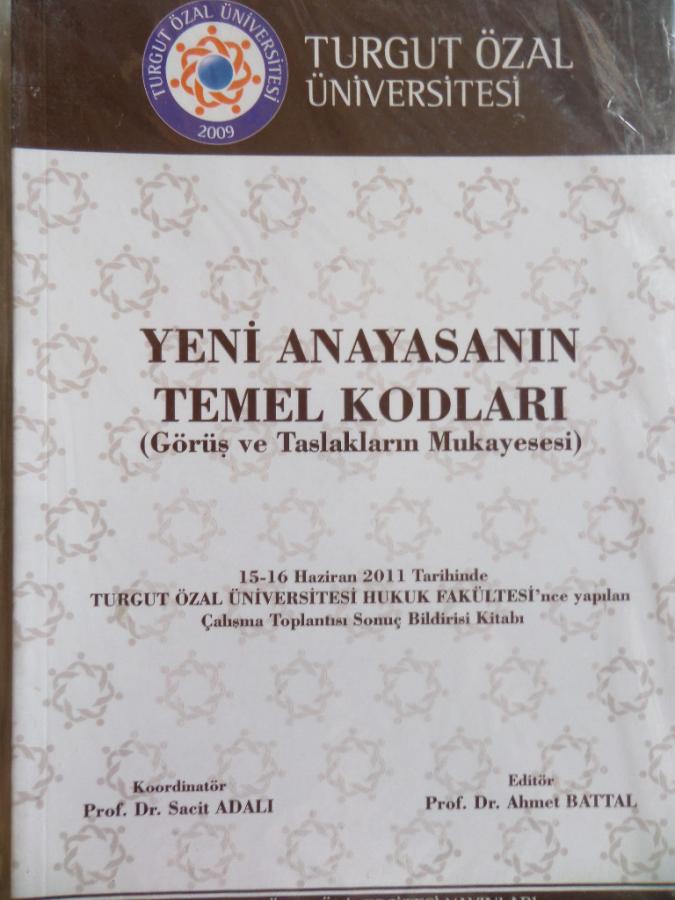 TURGUT ÖZAL ÜNİVERSİTESİ
2009
TURGUT ÖZAL
ÜNİVERSİTESİ
YENİ ANAYASANIN
TEMEL KODLARI
(Görüş ve Taslakların Mukayesesi)
15-16 Haziran 2011 Tarihinde
TURGUT ÖZAL ÜNİVERSİTESİ HUKUK FAKÜLTESİ'nce yapılan
Çalışma Toplantısı Sonuç Bildirisi Kitabı
Koordinatör
Prof. Dr. Sacit ADALI
Editör
Prof. Dr. Ahmet BATTAL